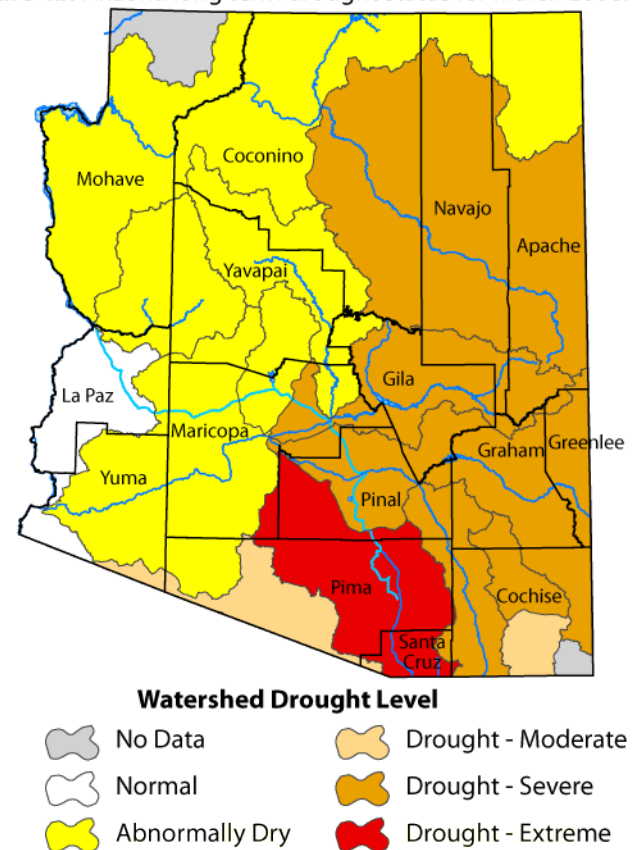 Coconino
Mohave
Navajo
Apache
Yavapai
Gila
La Paz
Maricopa
Graham
Greenlee
Yuma
Pinal
Pima
Cochise
Santa
Cruz
Watershed Drought Level
No Data
Drought - Moderate
Normal
Drought - Severe
Abnormally Dry
Drought - Extreme